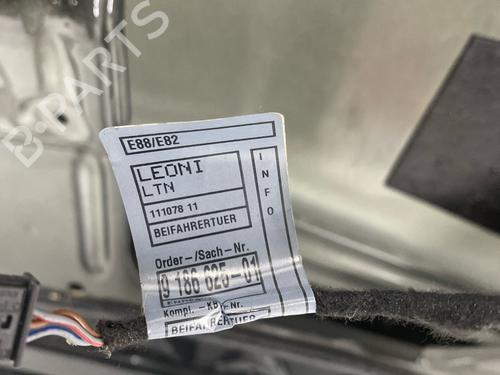 B-PARTS
E88/E82
LEONI
LTN
111078 11
BEIFAHRERTUER
INFO
Order-/Sach-Nr.
9 186 625-01
Kompl.-KB.-Nr.
BEIFAHRERTUER